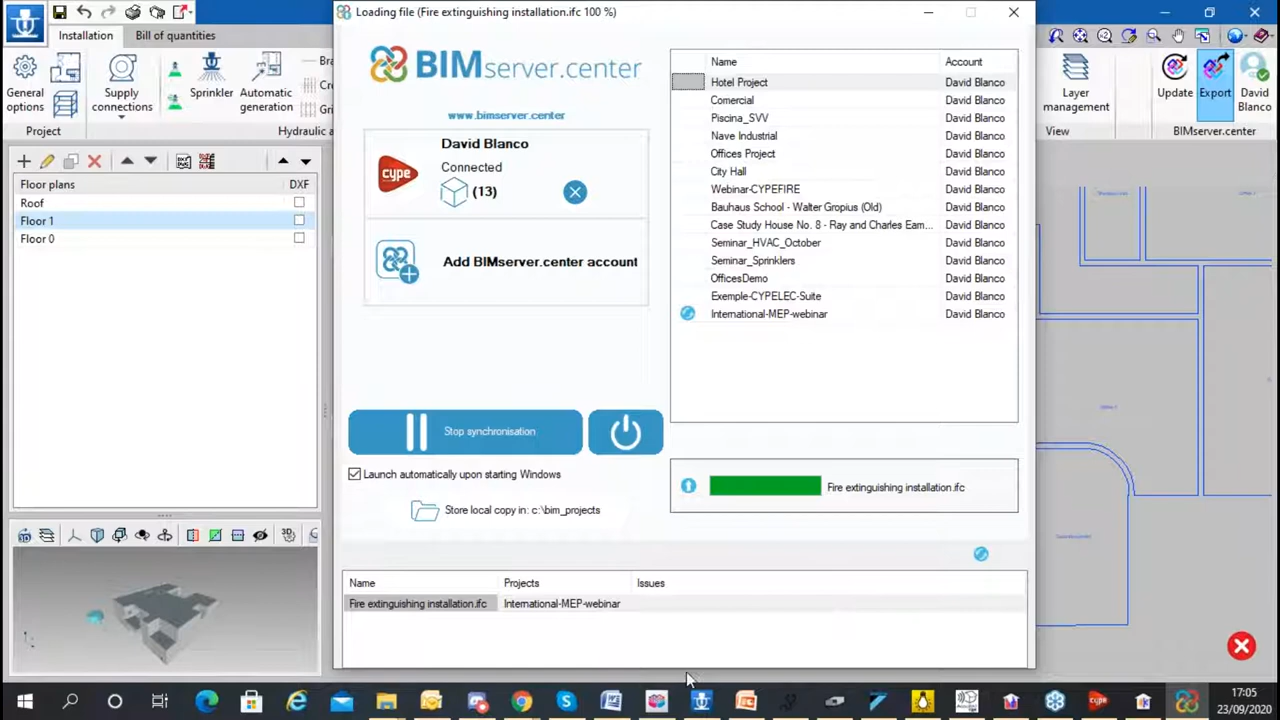 Loading file (Fire extinguishing installation.ifc 100 %)
Installation
Bill of quantities
General options
Supply connections
Sprinkler
Automatic generation
Bra
Cro
Grid
Project
Hydraulic a
Layer management
Update
Export
David Blanco
View
BIMserver.center
Floor plans
DXF
Roof
Floor 1
Floor 0
BIMserver.center
www.bimserver.center
cype
David Blanco
Connected
(13)
Add BIMserver.center account
Stop synchronisation
Launch automatically upon starting Windows
Store local copy in: c:\bim_projects
Name Account
Hotel Project David Blanco
Comercial David Blanco
Piscina_SVV David Blanco
Nave Industrial David Blanco
Offices Project David Blanco
City Hall David Blanco
Webinar-CYPEFIRE David Blanco
Bauhaus School - Walter Gropius (Old) David Blanco
Case Study House No. 8 - Ray and Charles Eam... David Blanco
Seminar_HVAC_October David Blanco
Seminar_Sprinklers David Blanco
OfficesDemo David Blanco
Exemple-CYPELEC-Suite David Blanco
International-MEP-webinar David Blanco
Fire extinguishing installation.ifc
Name Projects Issues
Fire extinguishing installation.ifc International-MEP-webinar
17:05
23/09/2020